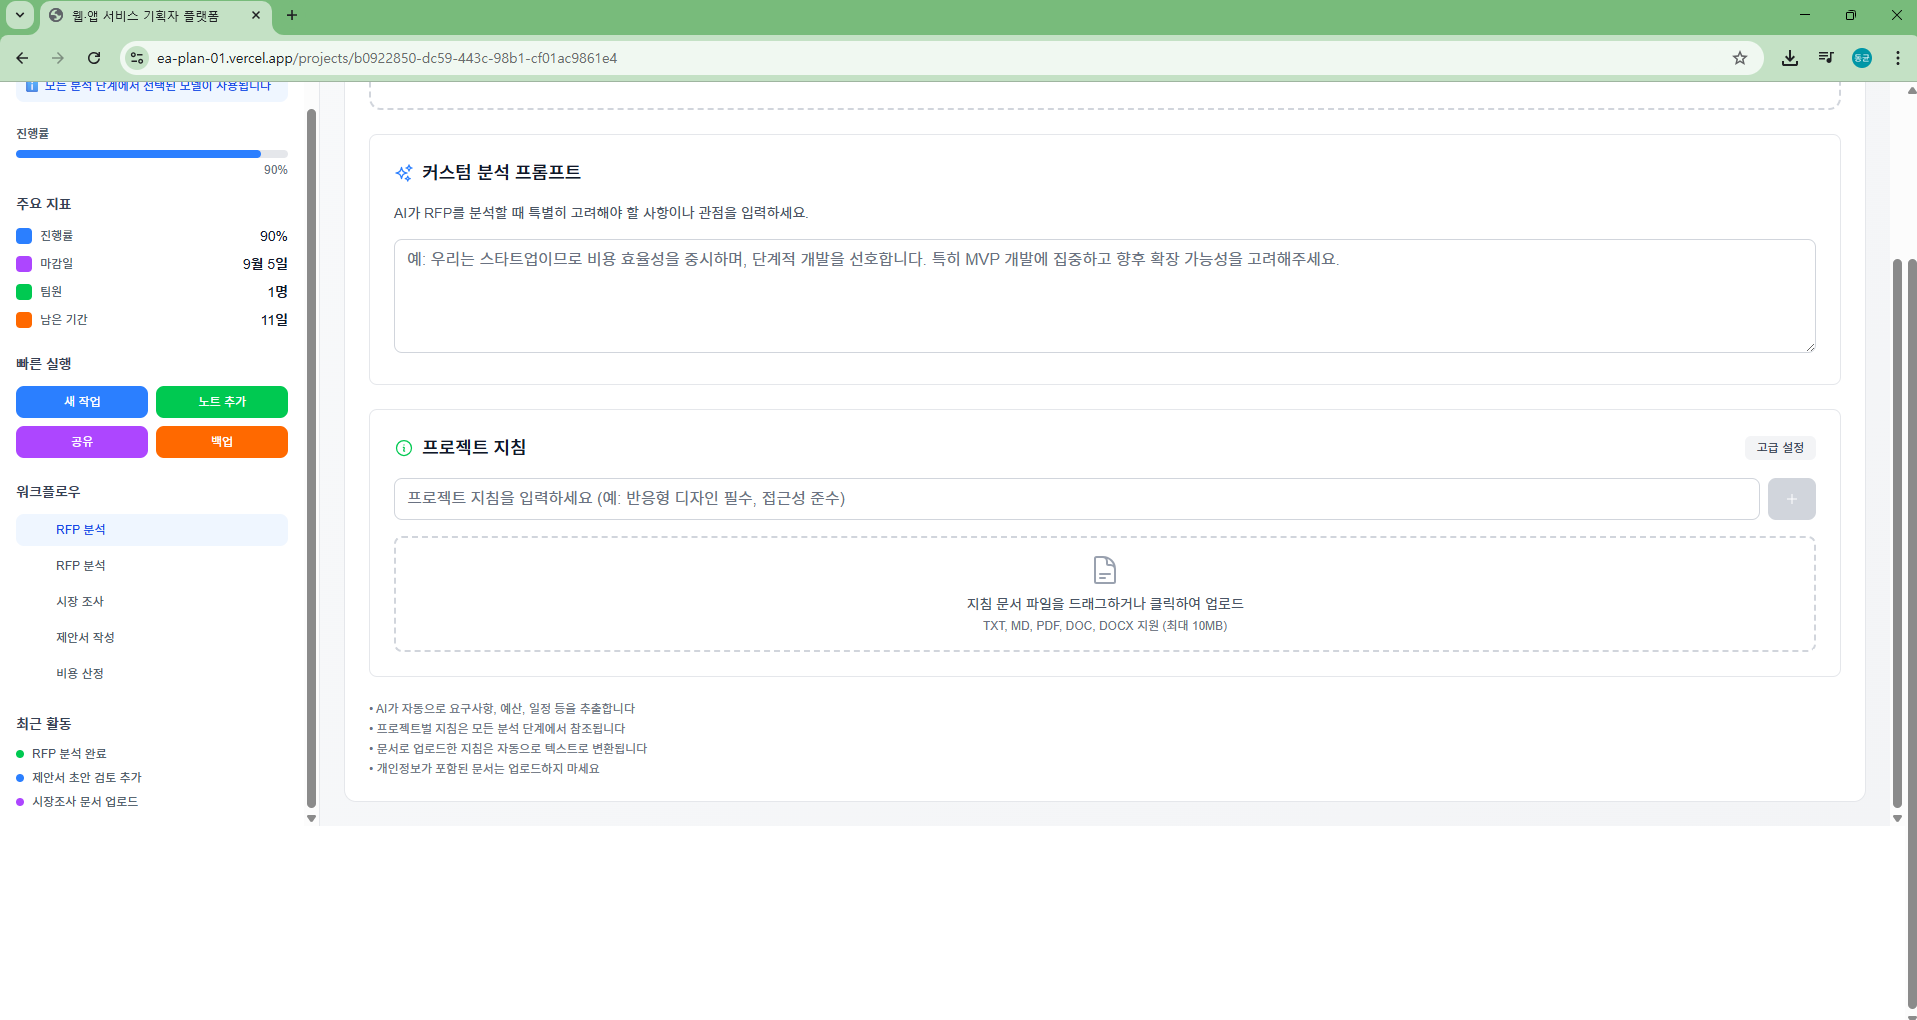 웹·앱 서비스 기획자 플랫폼
ea-plan-01.vercel.app/projects/b0922850-dc59-443c-98b1-cf01ac9861e4
동균
모든 분석 단계에서 선택된 모델이 사용됩니다
진행률
90%
주요 지표
진행률 90%
마감일 9월 5일
팀원 1명
남은 기간 11일
빠른 실행
새 작업 노트 추가
공유 백업
워크플로우
RFP 분석
RFP 분석
시장 조사
제안서 작성
비용 산정
최근 활동
RFP 분석 완료
제안서 초안 검토 추가
시장조사 문서 업로드
커스텀 분석 프롬프트
AI가 RFP를 분석할 때 특별히 고려해야 할 사항이나 관점을 입력하세요.
예: 우리는 스타트업이므로 비용 효율성을 중시하며, 단계적 개발을 선호합니다. 특히 MVP 개발에 집중하고 향후 확장 가능성을 고려해주세요.
프로젝트 지침 고급 설정
프로젝트 지침을 입력하세요 (예: 반응형 디자인 필수, 접근성 준수)
지침 문서 파일을 드래그하거나 클릭하여 업로드
TXT, MD, PDF, DOC, DOCX 지원 (최대 10MB)
• AI가 자동으로 요구사항, 예산, 일정 등을 추출합니다
• 프로젝트별 지침은 모든 분석 단계에서 참조됩니다
• 문서로 업로드한 지침은 자동으로 텍스트로 변환됩니다
• 개인정보가 포함된 문서는 업로드하지 마세요